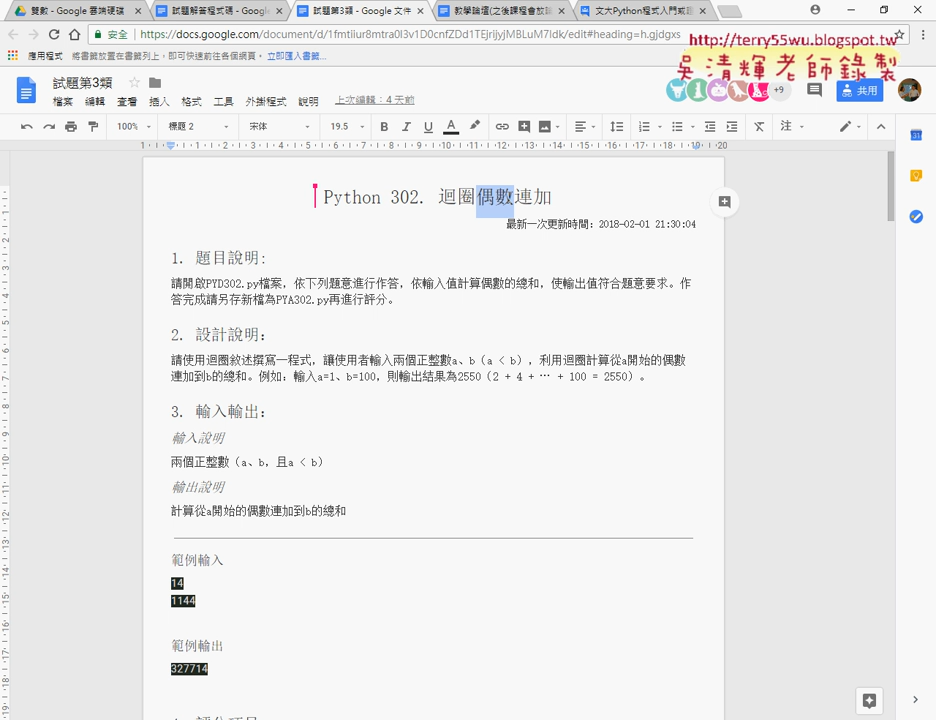 雙數 - Google 雲端硬碟
試題解答程式碼 - Googl
試題第3類 - Google 文件
教學論壇(之後課程會放
文大Python程式入門或
安全 https://docs.google.com/document/d/1fmtiiur8mtra0l3v1D0cnfZDd1TEjrijyjMBLuM7ldk/edit#heading=h.gjdgxs
http://terry55wu.blogspot.tw
吳清輝老師錄製
應用程式 將書籤放置在書籤列上，即可快速前往各個網頁。 立即匯入書籤...
試題第3類
檔案 編輯 查看 插入 格式 工具 外掛程式 說明 上次編輯：4 天前
+9
共用
100% 標題 2 宋体 19.5 B I U A 注
Python 302. 迴圈偶數連加
最新一次更新時間：2018-02-01 21:30:04
1. 題目說明:
請開啟PYD302.py檔案，依下列題意進行作答，依輸入值計算偶數的總和，使輸出值符合題意要求。作
答完成請另存新檔為PYA302.py再進行評分。
2. 設計說明：
請使用迴圈敘述撰寫一程式，讓使用者輸入兩個正整數a、b（a < b），利用迴圈計算從a開始的偶數
連加到b的總和。例如：輸入a=1、b=100，則輸出結果為2550（2 + 4 + … + 100 = 2550）。
3. 輸入輸出：
輸入說明
兩個正整數（a、b，且a < b）
輸出說明
計算從a開始的偶數連加到b的總和
範例輸入
14
1144
範例輸出
327714